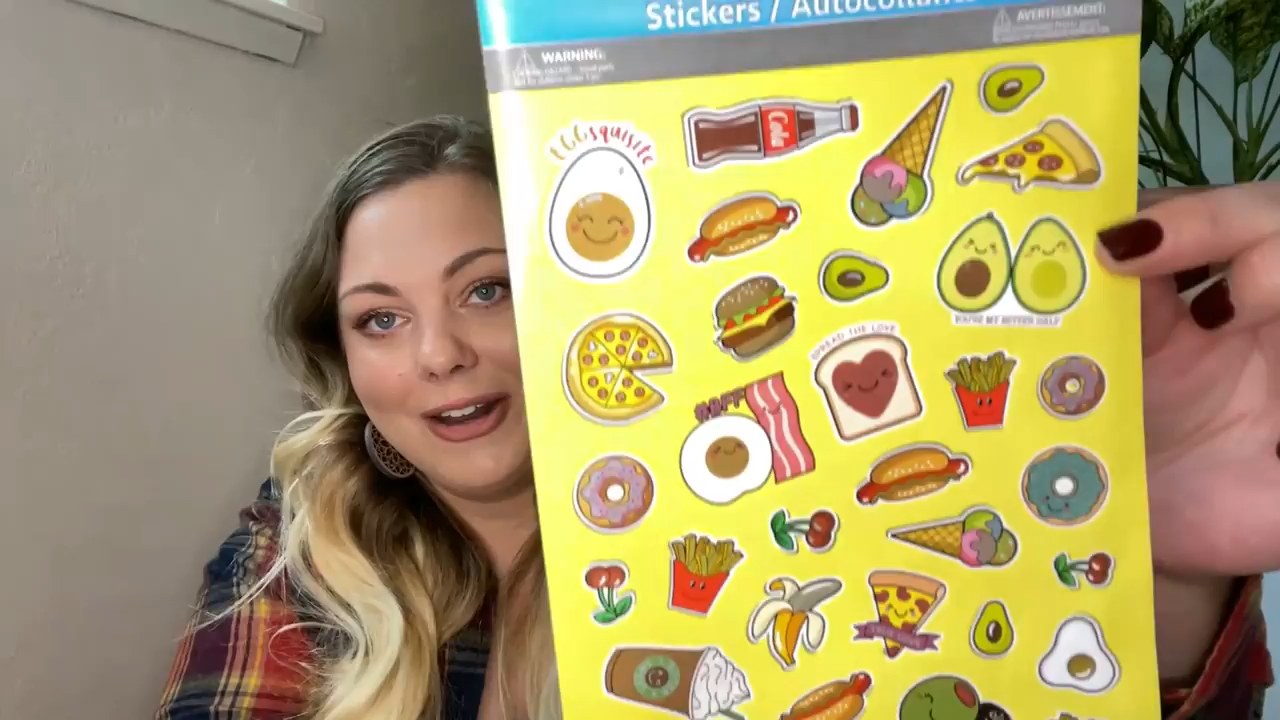 Stickers / Autocollants
WARNING:
AVERTISSEMENT:
EGGsquisite
Cola
YOU'RE MY BETTER HALF
SPREAD THE LOVE
#BFF